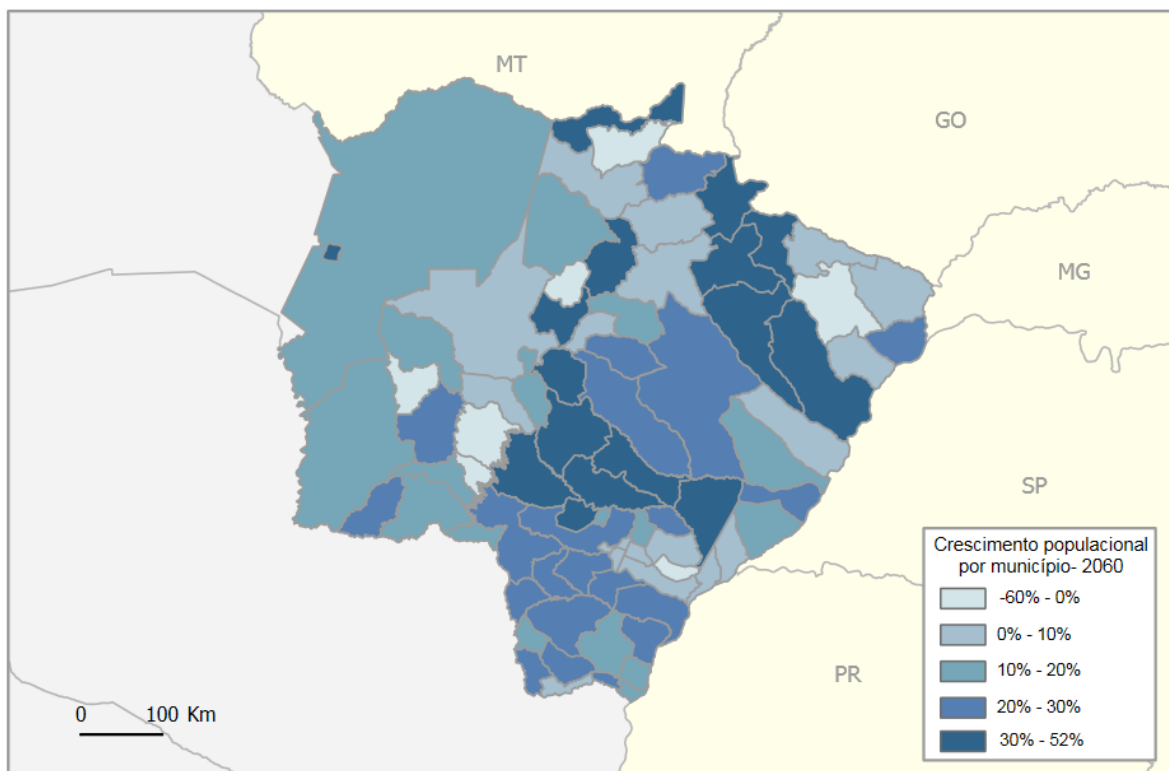 MT
GO
MG
SP
PR
Crescimento populacional
por município- 2060
-60% - 0%
0% - 10%
10% - 20%
20% - 30%
30% - 52%
0 100 Km